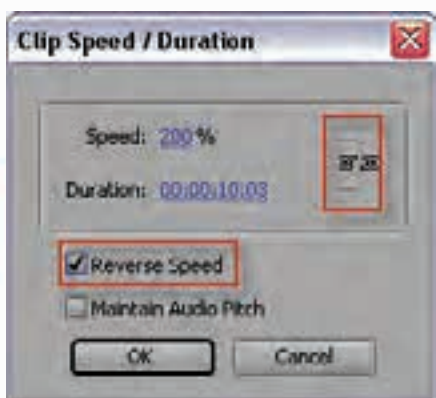 Clip Speed / Duration
Speed: 200 %
Duration: 00:00:10:03
Reverse Speed
Maintain Audio Pitch
OK
Cancel